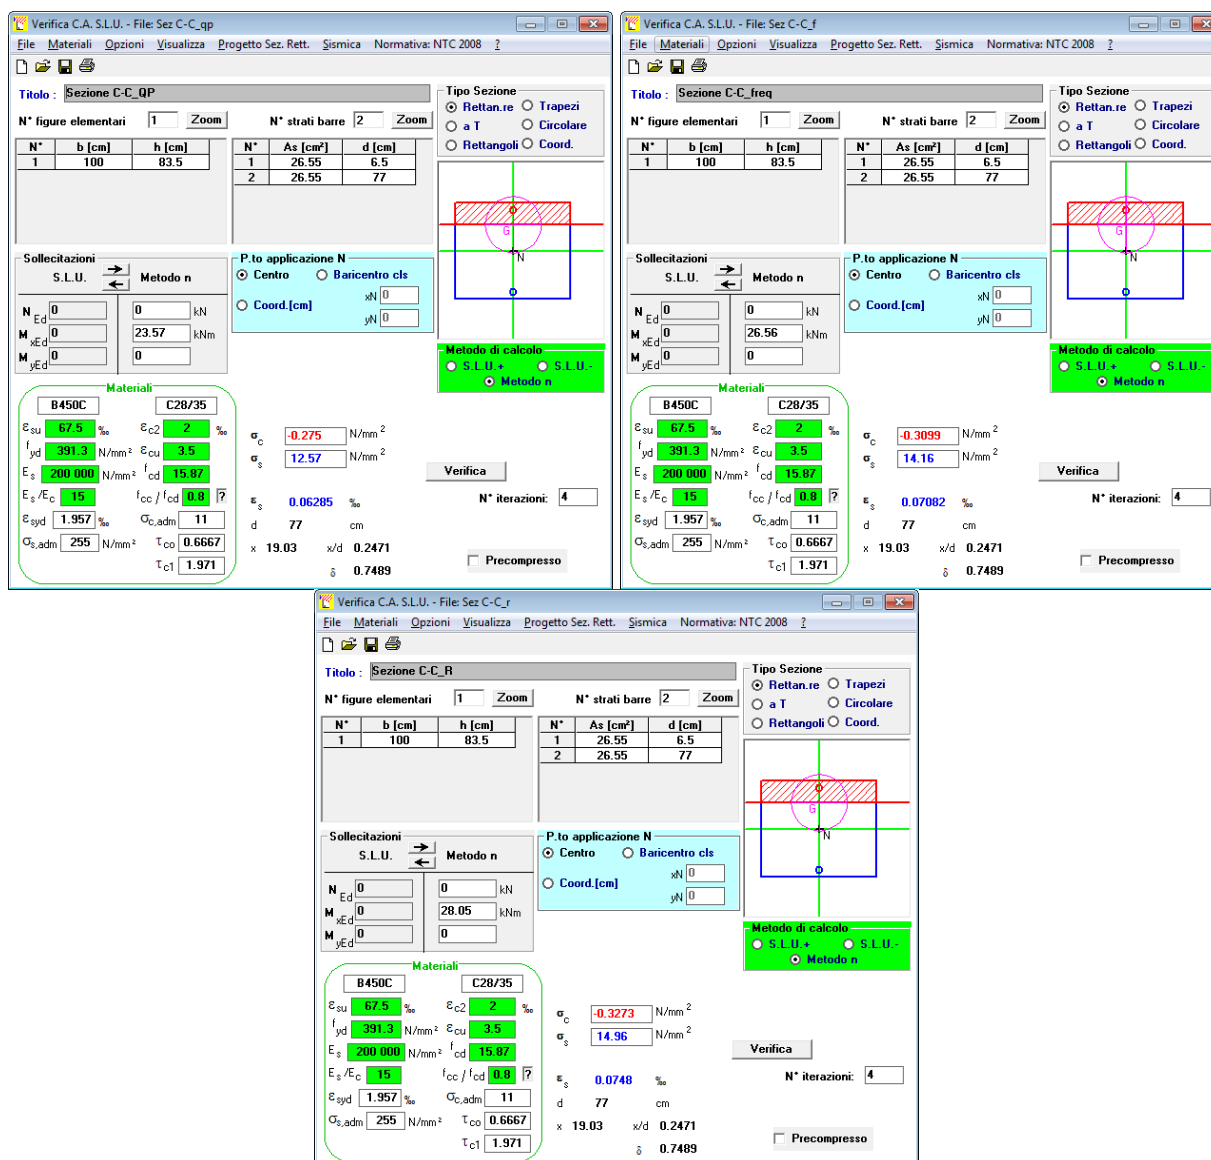 Verifica C.A. S.L.U. - File: Sez C-C_qp
File Materiali Opzioni Visualizza Progetto Sez. Rett. Sismica Normativa: NTC 2008 ?
Titolo : Sezione C-C_QP
N* figure elementari 1 Zoom N* strati barre 2 Zoom
N* b [cm] h [cm]
1 100 83.5
N* As [cm²] d [cm]
1 26.55 6.5
2 26.55 77
Tipo Sezione
Rettan.re Trapezi
a T Circolare
Rettangoli Coord.
G
N
Sollecitazioni
S.L.U. Metodo n
N Ed 0 0 kN
M xEd 0 23.57 kNm
M yEd 0 0
P.to applicazione N
Centro Baricentro cls
Coord.[cm] xN 0
yN 0
Metodo di calcolo
S.L.U.+ S.L.U.-
Metodo n
Materiali
B450C C28/35
εsu 67.5 ‰ εc2 2 ‰
fyd 391.3 N/mm² εcu 3.5
Es 200 000 N/mm² fcd 15.87
Es/Ec 15 fcc / fcd 0.8 ?
εsyd 1.957 ‰ σc,adm 11
σs,adm 255 N/mm² τco 0.6667
τc1 1.971
σc -0.275 N/mm²
σs 12.57 N/mm²
εs 0.06285 ‰
d 77 cm
x 19.03 x/d 0.2471
δ 0.7489
Verifica
N* iterazioni: 4
Precompresso
Verifica C.A. S.L.U. - File: Sez C-C_f
File Materiali Opzioni Visualizza Progetto Sez. Rett. Sismica Normativa: NTC 2008 ?
Titolo : Sezione C-C_freq
N* figure elementari 1 Zoom N* strati barre 2 Zoom
N* b [cm] h [cm]
1 100 83.5
N* As [cm²] d [cm]
1 26.55 6.5
2 26.55 77
Tipo Sezione
Rettan.re Trapezi
a T Circolare
Rettangoli Coord.
G
N
Sollecitazioni
S.L.U. Metodo n
N Ed 0 0 kN
M xEd 0 26.56 kNm
M yEd 0 0
P.to applicazione N
Centro Baricentro cls
Coord.[cm] xN 0
yN 0
Metodo di calcolo
S.L.U.+ S.L.U.-
Metodo n
Materiali
B450C C28/35
εsu 67.5 ‰ εc2 2 ‰
fyd 391.3 N/mm² εcu 3.5
Es 200 000 N/mm² fcd 15.87
Es/Ec 15 fcc / fcd 0.8 ?
εsyd 1.957 ‰ σc,adm 11
σs,adm 255 N/mm² τco 0.6667
τc1 1.971
σc -0.3099 N/mm²
σs 14.16 N/mm²
εs 0.07082 ‰
d 77 cm
x 19.03 x/d 0.2471
δ 0.7489
Verifica
N* iterazioni: 4
Precompresso
Verifica C.A. S.L.U. - File: Sez C-C_r
File Materiali Opzioni Visualizza Progetto Sez. Rett. Sismica Normativa: NTC 2008 ?
Titolo : Sezione C-C_R
N* figure elementari 1 Zoom N* strati barre 2 Zoom
N* b [cm] h [cm]
1 100 83.5
N* As [cm²] d [cm]
1 26.55 6.5
2 26.55 77
Tipo Sezione
Rettan.re Trapezi
a T Circolare
Rettangoli Coord.
G
N
Sollecitazioni
S.L.U. Metodo n
N Ed 0 0 kN
M xEd 0 28.05 kNm
M yEd 0 0
P.to applicazione N
Centro Baricentro cls
Coord.[cm] xN 0
yN 0
Metodo di calcolo
S.L.U.+ S.L.U.-
Metodo n
Materiali
B450C C28/35
εsu 67.5 ‰ εc2 2 ‰
fyd 391.3 N/mm² εcu 3.5
Es 200 000 N/mm² fcd 15.87
Es/Ec 15 fcc / fcd 0.8 ?
εsyd 1.957 ‰ σc,adm 11
σs,adm 255 N/mm² τco 0.6667
τc1 1.971
σc -0.3273 N/mm²
σs 14.96 N/mm²
εs 0.0748 ‰
d 77 cm
x 19.03 x/d 0.2471
δ 0.7489
Verifica
N* iterazioni: 4
Precompresso